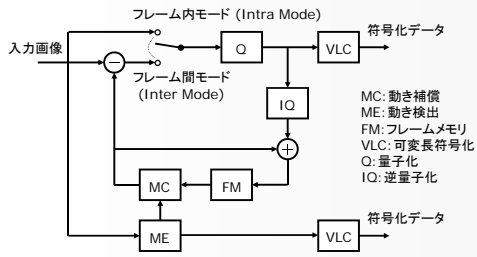 フレーム内モード (Intra Mode)
入力画像
フレーム間モード
(Inter Mode)
Q
VLC
符号化データ
IQ
MC: 動き補償
ME: 動き検出
FM: フレームメモリ
VLC: 可変長符号化
Q: 量子化
IQ: 逆量子化
MC
FM
ME
VLC
符号化データ